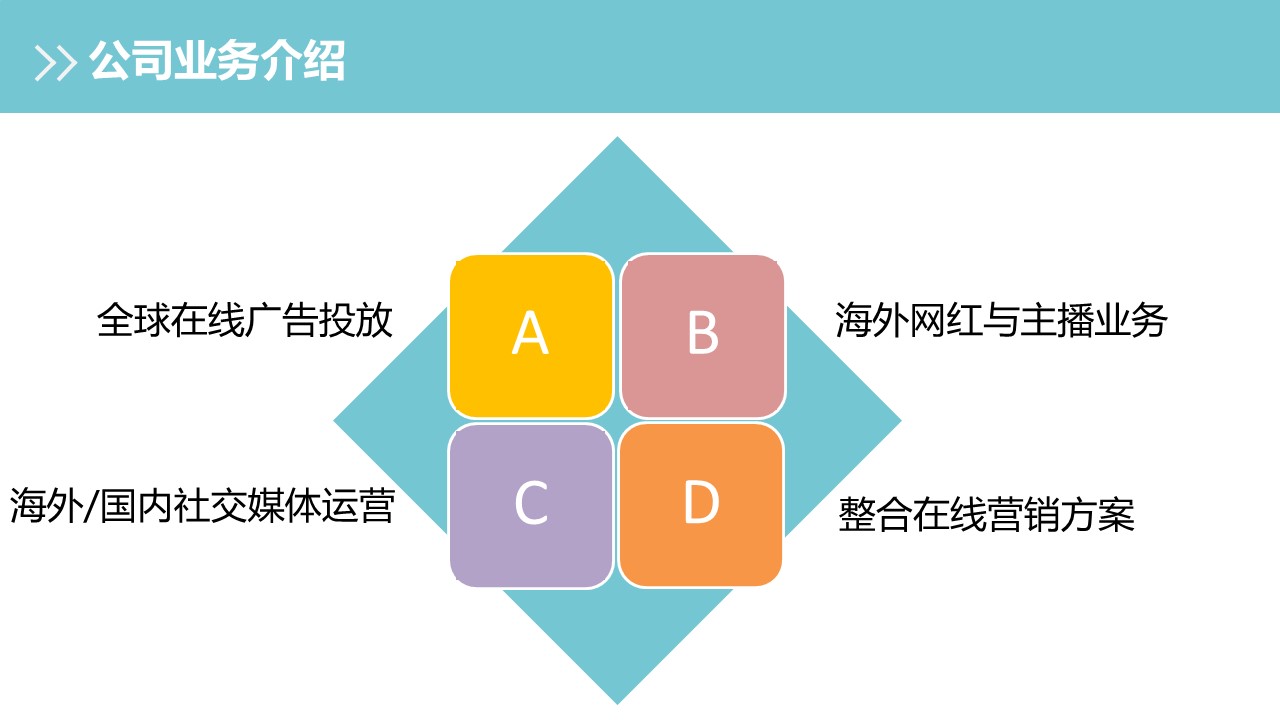 公司业务介绍
全球在线广告投放
A
B
海外网红与主播业务
海外/国内社交媒体运营
C
D
整合在线营销方案